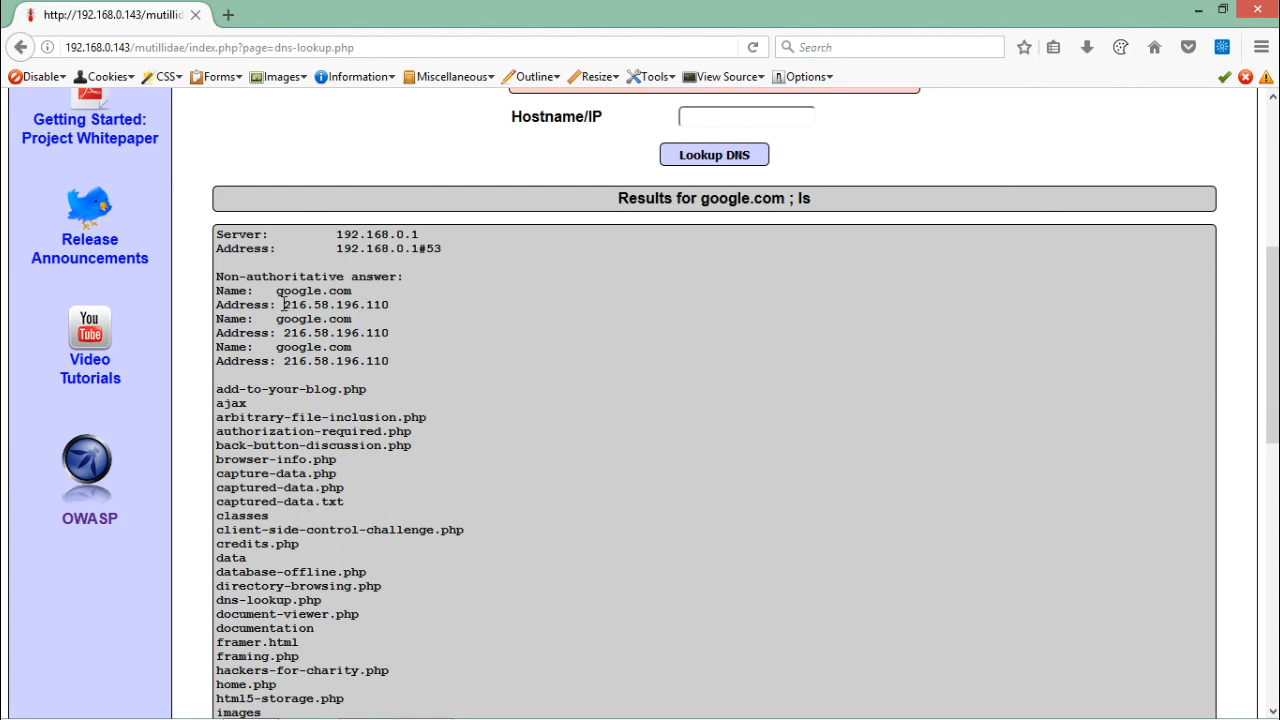 http://192.168.0.143/mutillid
192.168.0.143/mutillidae/index.php?page=dns-lookup.php
Search
Disable
Cookies
CSS
Forms
Images
Information
Miscellaneous
Outline
Resize
Tools
View Source
Options
Getting Started:
Project Whitepaper
Release
Announcements
You
Tube
Video
Tutorials
OWASP
Hostname/IP
Lookup DNS
Results for google.com ; ls
Server: 192.168.0.1
Address: 192.168.0.1#53
Non-authoritative answer:
Name: google.com
Address: 216.58.196.110
Name: google.com
Address: 216.58.196.110
Name: google.com
Address: 216.58.196.110
add-to-your-blog.php
ajax
arbitrary-file-inclusion.php
authorization-required.php
back-button-discussion.php
browser-info.php
capture-data.php
captured-data.php
captured-data.txt
classes
client-side-control-challenge.php
credits.php
data
database-offline.php
directory-browsing.php
dns-lookup.php
document-viewer.php
documentation
framer.html
framing.php
hackers-for-charity.php
home.php
html5-storage.php
images